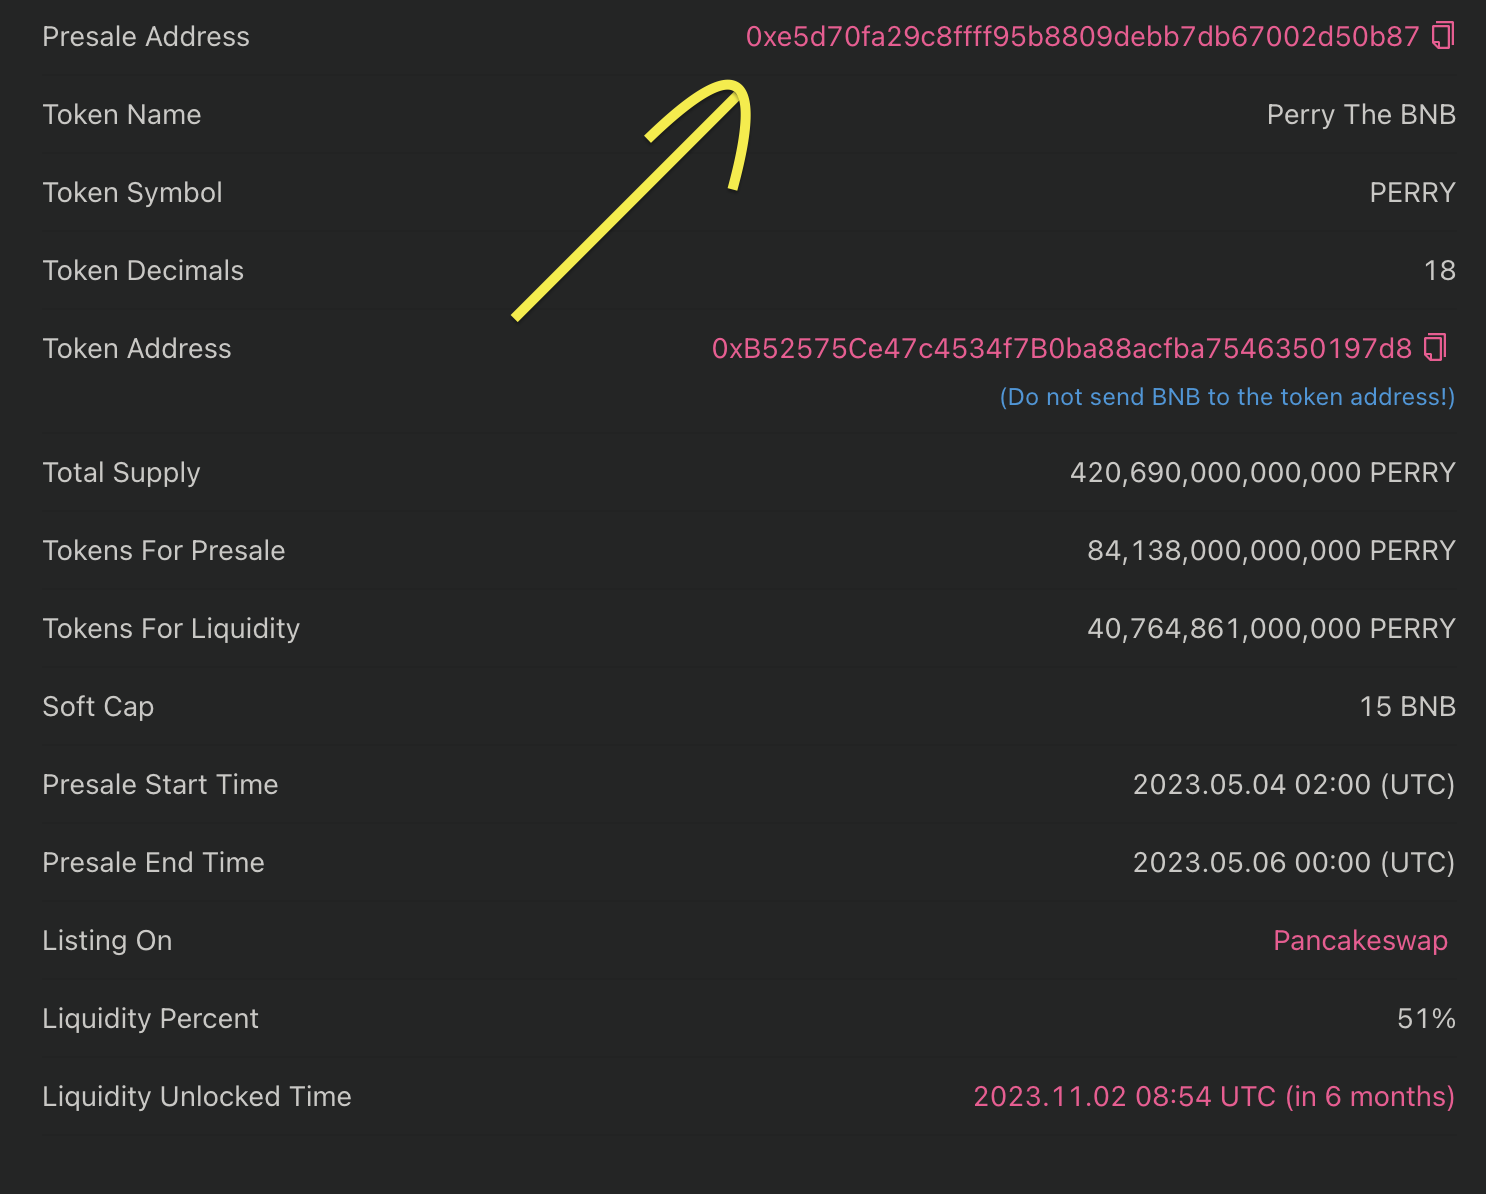 Presale Address 0xe5d70fa29c8ffff95b8809debb7db67002d50b87
Token Name Perry The BNB
Token Symbol PERRY
Token Decimals 18
Token Address 0xB52575Ce47c4534f7B0ba88acfba7546350197d8
(Do not send BNB to the token address!)
Total Supply 420,690,000,000,000 PERRY
Tokens For Presale 84,138,000,000,000 PERRY
Tokens For Liquidity 40,764,861,000,000 PERRY
Soft Cap 15 BNB
Presale Start Time 2023.05.04 02:00 (UTC)
Presale End Time 2023.05.06 00:00 (UTC)
Listing On Pancakeswap
Liquidity Percent 51%
Liquidity Unlocked Time 2023.11.02 08:54 UTC (in 6 months)